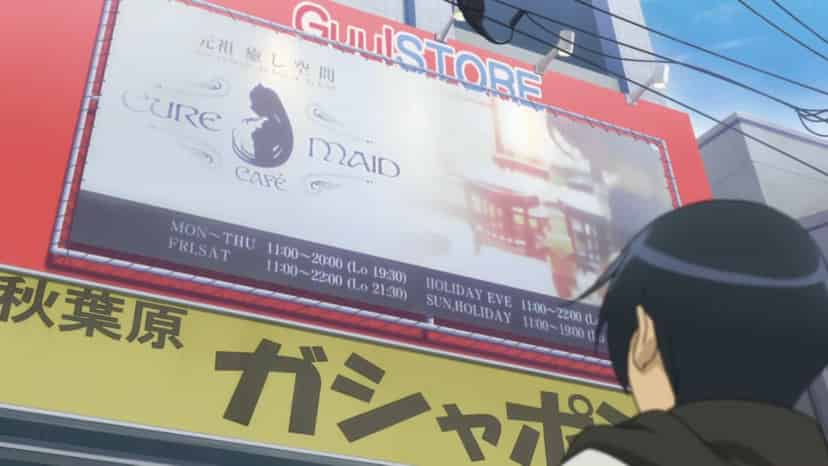 GuulSTORE
元祖 癒し空間
CURE MAID
CAFÉ
MON~THU 11:00~20:00 (Lo 19:30)
FRI.SAT 11:00~22:00 (Lo 21:30)
HOLIDAY EVE 11:00~22:00 (L
SUN,HOLIDAY 11:00~19:00 (L
秋葉原
ガシャポン